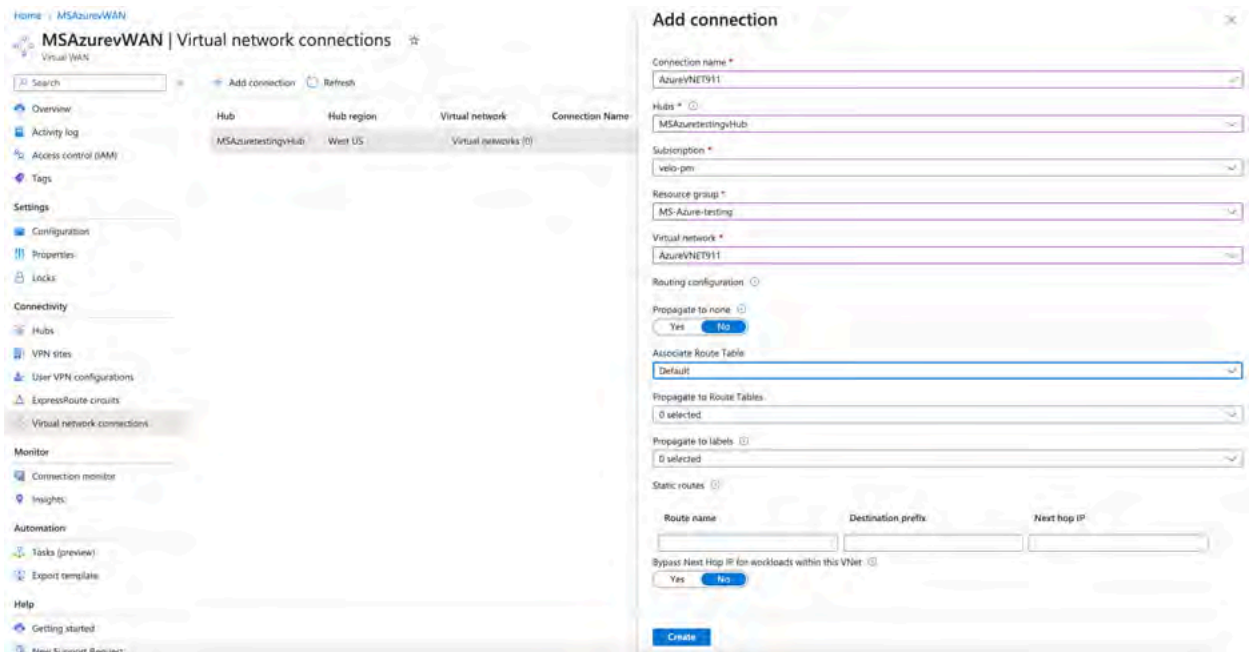 Home
MSAzurevWAN
MSAzurevWAN | Virtual network connections
Virtual WAN
Search
Add connection
Refresh
Overview
Activity log
Access control (IAM)
Tags
Settings
Configuration
Properties
Locks
Connectivity
Hubs
VPN sites
User VPN configurations
ExpressRoute circuits
Virtual network connections
Monitor
Connection monitor
Insights
Automation
Tasks (preview)
Export template
Help
Getting started
New Support Request
Hub Hub region Virtual network Connection Name
MSAzuretestingvHub West US Virtual networks (0)
Add connection
Connection name *
AzureVNET911
Hubs *
MSAzuretestingvHub
Subscription *
velo-pm
Resource group *
MS-Azure-testing
Virtual network *
AzureVNET911
Routing configuration
Propagate to none
Yes No
Associate Route Table
Default
Propagate to Route Tables
0 selected
Propagate to labels
0 selected
Static routes
Route name Destination prefix Next hop IP
Bypass Next Hop IP for workloads within this VNet
Yes No
Create